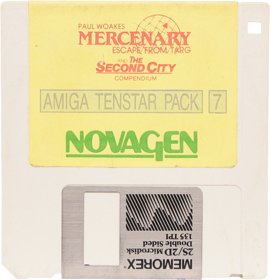 PAUL WOAKES
MERCENARY
ESCAPE FROM TARG
AND THE
SECOND CITY
COMPENDIUM
AMIGA TENSTAR PACK 7
NOVAGEN
MEMOREX
2S/2D Microdisk
Double Sided
135 TPI